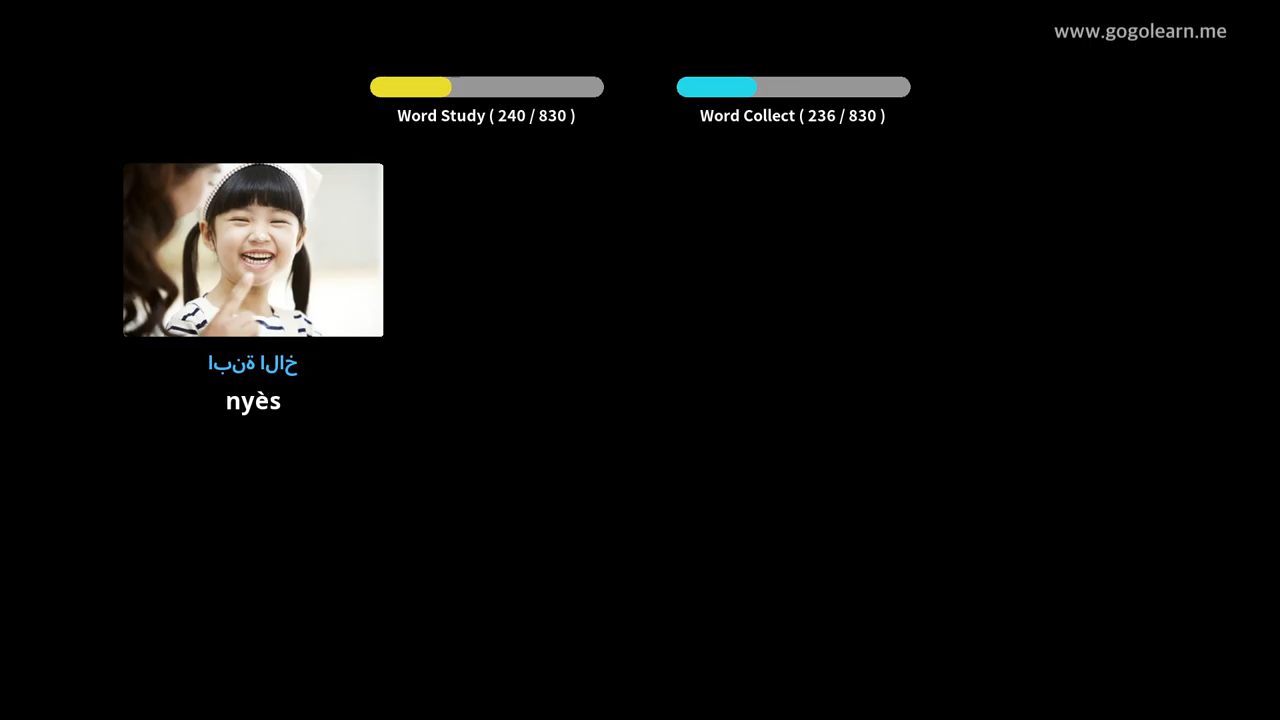 www.gogolearn.me
Word Study ( 240 / 830 )
Word Collect ( 236 / 830 )
ابنة الاخ
nyès